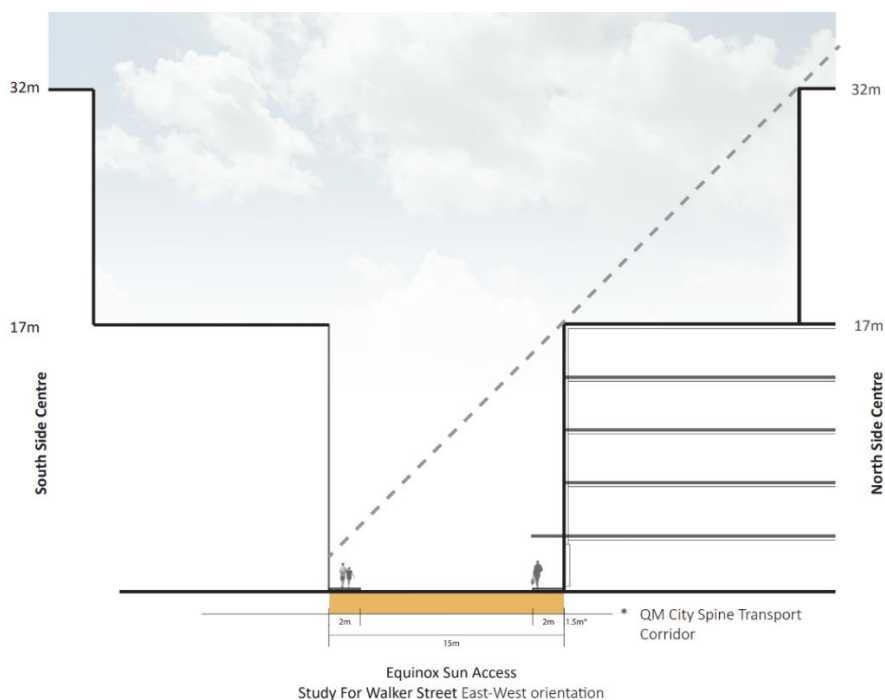 32m
32m
17m
17m
South Side Centre
North Side Centre
2m
2m
1.5m*
* QM City Spine Transport
Corridor
15m
Equinox Sun Access
Study For Walker Street East-West orientation